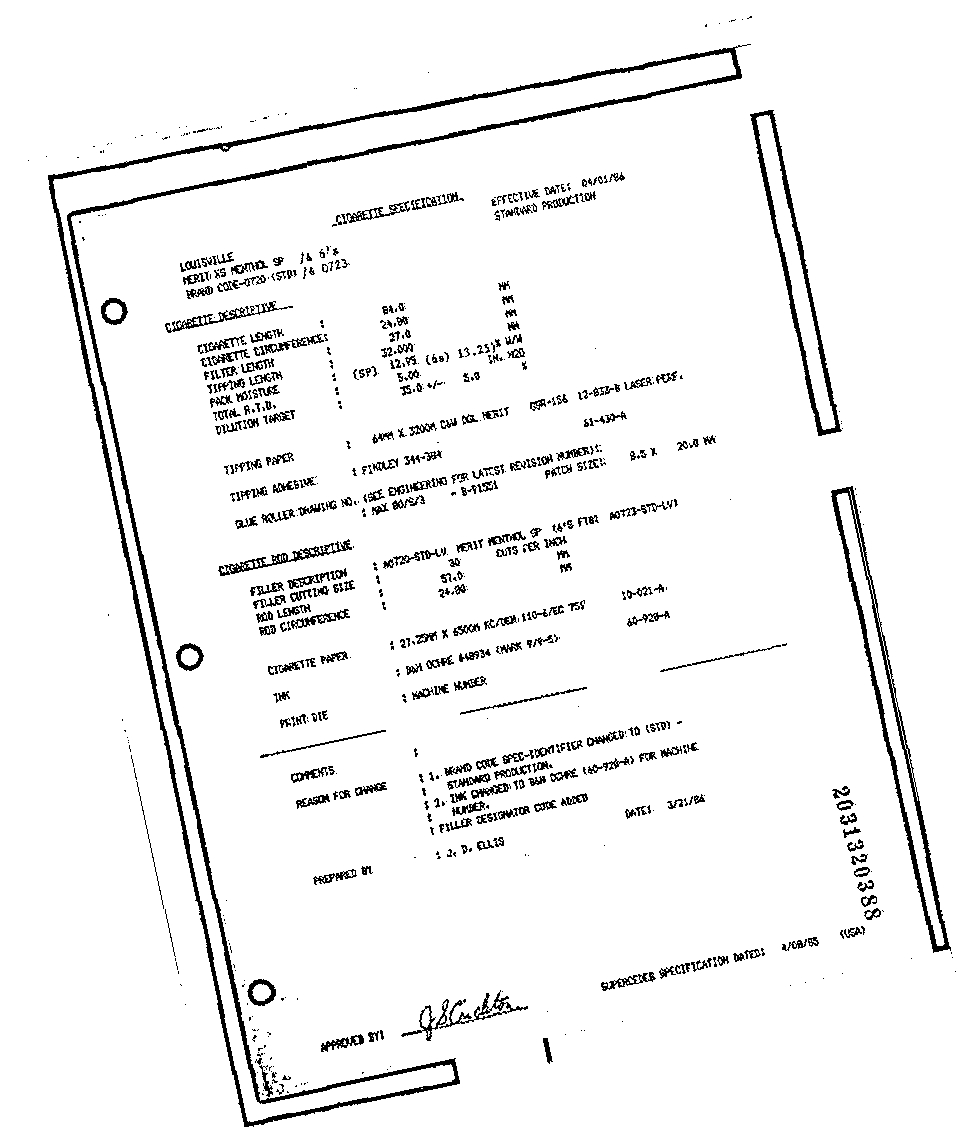 CIGARETTE SPECIFICATION
EFFECTIVE DATE: 04/01/86
STANDARD PRODUCTION
LOUISVILLE
MERIT XS MENTHOL SP /& 6's
BRAND CODE-0720 (STD) /& 0723
CIGARETTE DESCRIPTIVE
CIGARETTE LENGTH : 84.0 MM
CIGARETTE CIRCUMFERENCE: 24.80 MM
FILTER LENGTH : 27.0 MM
TIPPING LENGTH : 32.000 MM
PACK MOISTURE : (SP) 12.95 (6s) 13.25)% W/W
TOTAL R.T.D. : 5.00 IN. H2O
DILUTION TARGET : 35.0 +/- 5.0 %
TIPPING PAPER : 64MM X 3200M C&W DGL MERIT 12-832-B LASER PERF.
TIPPING ADHESIVE : FINDLEY 344-384 61-430-A
GLUE ROLLER DRAWING NO. (SEE ENGINEERING FOR LATEST REVISION NUMBER):
: MAX 80/S/3 - B-91551 PATCH SIZE: 8.5 X 20.0 MM
CIGARETTE ROD DESCRIPTIVE
FILLER DESCRIPTION : A0720-STD-LV MERIT MENTHOL SP (6'S FTB: A0723-STD-LV)
FILLER CUTTING SIZE : 30 CUTS PER INCH
ROD LENGTH : 57.0 MM
ROD CIRCUMFERENCE : 24.80 MM
CIGARETTE PAPER : 27.25MM X 6500M KC/DEM 110-6/EC 10-021-A
INK : B&W OCHRE 648934 (MARK 9/9-S) 60-928-A
PRINT DIE : MACHINE NUMBER
COMMENTS :
REASON FOR CHANGE : 1. BRAND CODE SPEC-IDENTIFIER CHANGED TO (STD) -
: STANDARD PRODUCTION.
: 2. INK CHANGED TO B&W OCHRE (60-928-A) FOR MACHINE
: NUMBER.
: FILLER DESIGNATOR CODE ADDED
PREPARED BY : J. D. ELLIS DATE: 3/21/86
2031320388
SUPERCEDES SPECIFICATION DATED: 4/08/85 (USA)
APPROVED BY: JSCrichton